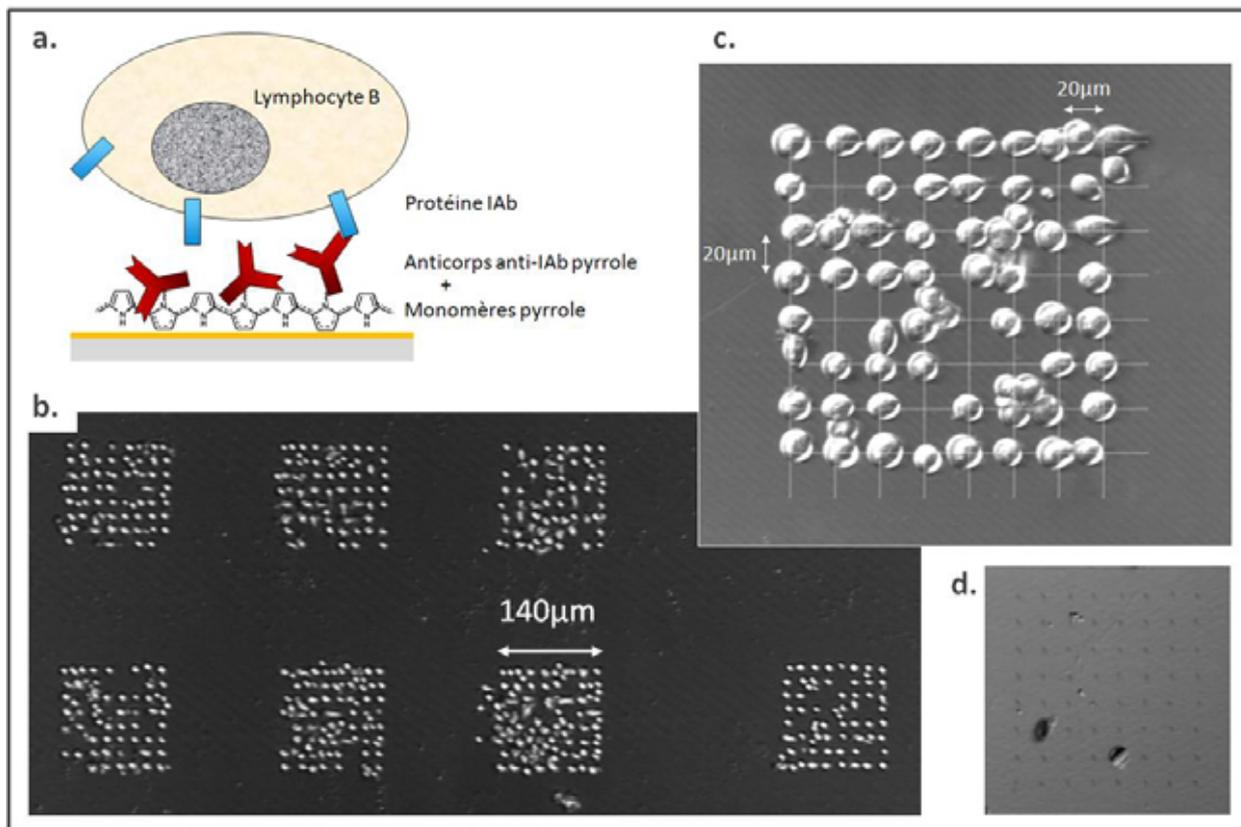 a.
Lymphocyte B
Protéine IAb
Anticorps anti-IAb pyrrole
+
Monomères pyrrole
N
H
N
N
H
N
N
H
N
N
H
b.
140µm
c.
20µm
20µm
d.